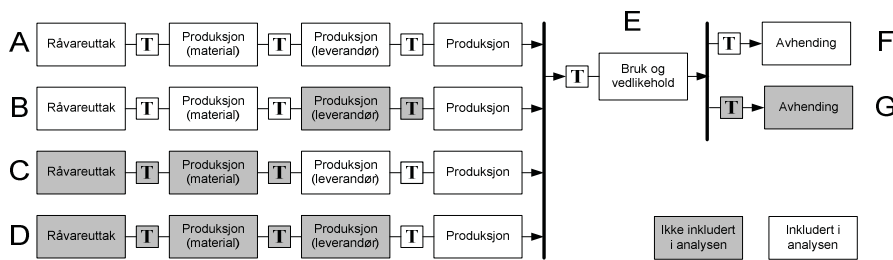 E
A Råvareuttak T Produksjon (material) T Produksjon (leverandør) T Produksjon
T Avhending F
T Bruk og vedlikehold
B Råvareuttak T Produksjon (material) T Produksjon (leverandør) T Produksjon
T Avhending G
C Råvareuttak T Produksjon (material) T Produksjon (leverandør) T Produksjon
D Råvareuttak T Produksjon (material) T Produksjon (leverandør) T Produksjon
Ikke inkludert
i analysen
Inkludert i
analysen